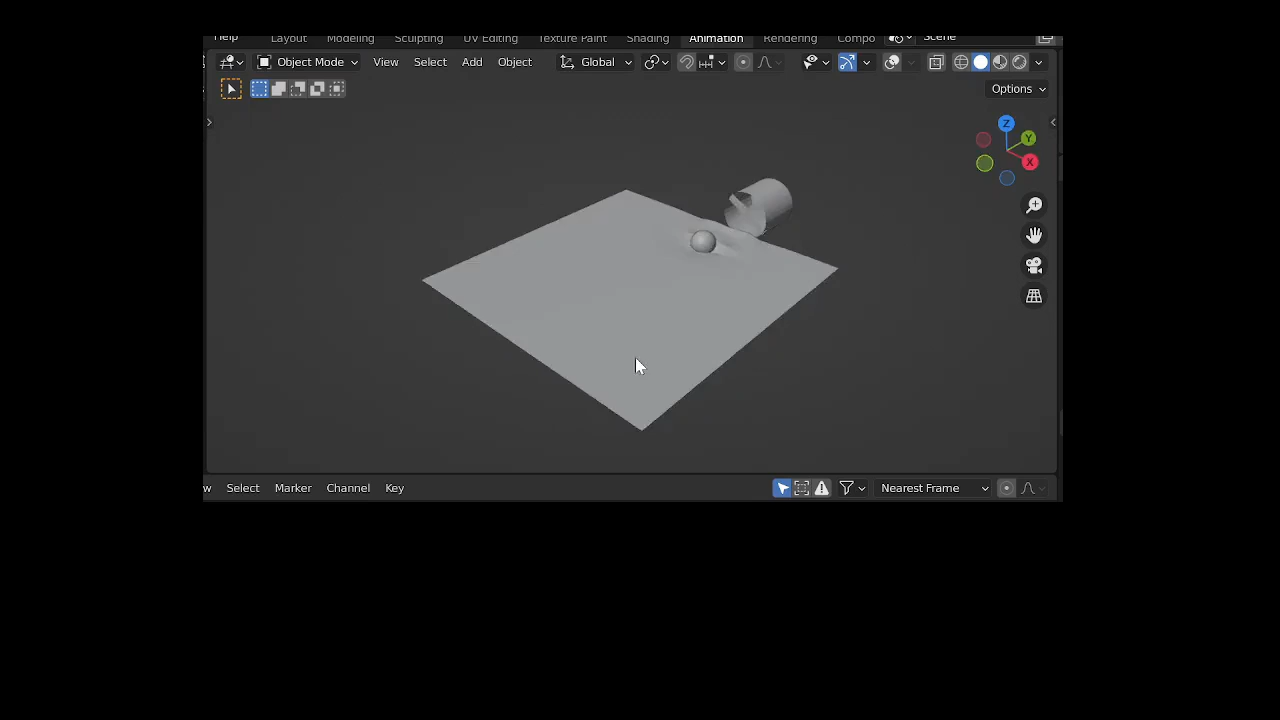 Help Layout Modeling Sculpting UV Editing Texture Paint Shading Animation Rendering Compo Scene
Object Mode View Select Add Object Global
Options
Z
Y
X
w Select Marker Channel Key Nearest Frame